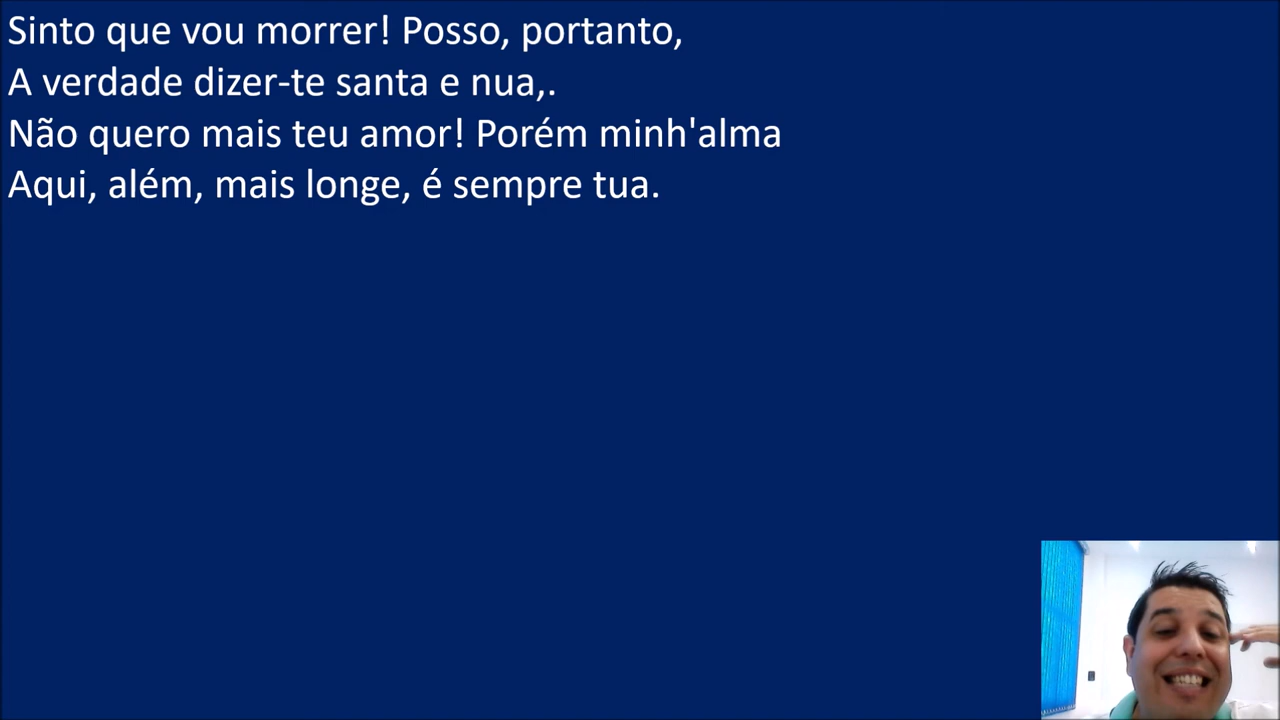 Sinto que vou morrer! Posso, portanto,
A verdade dizer-te santa e nua,.
Não quero mais teu amor! Porém minh'alma
Aqui, além, mais longe, é sempre tua.